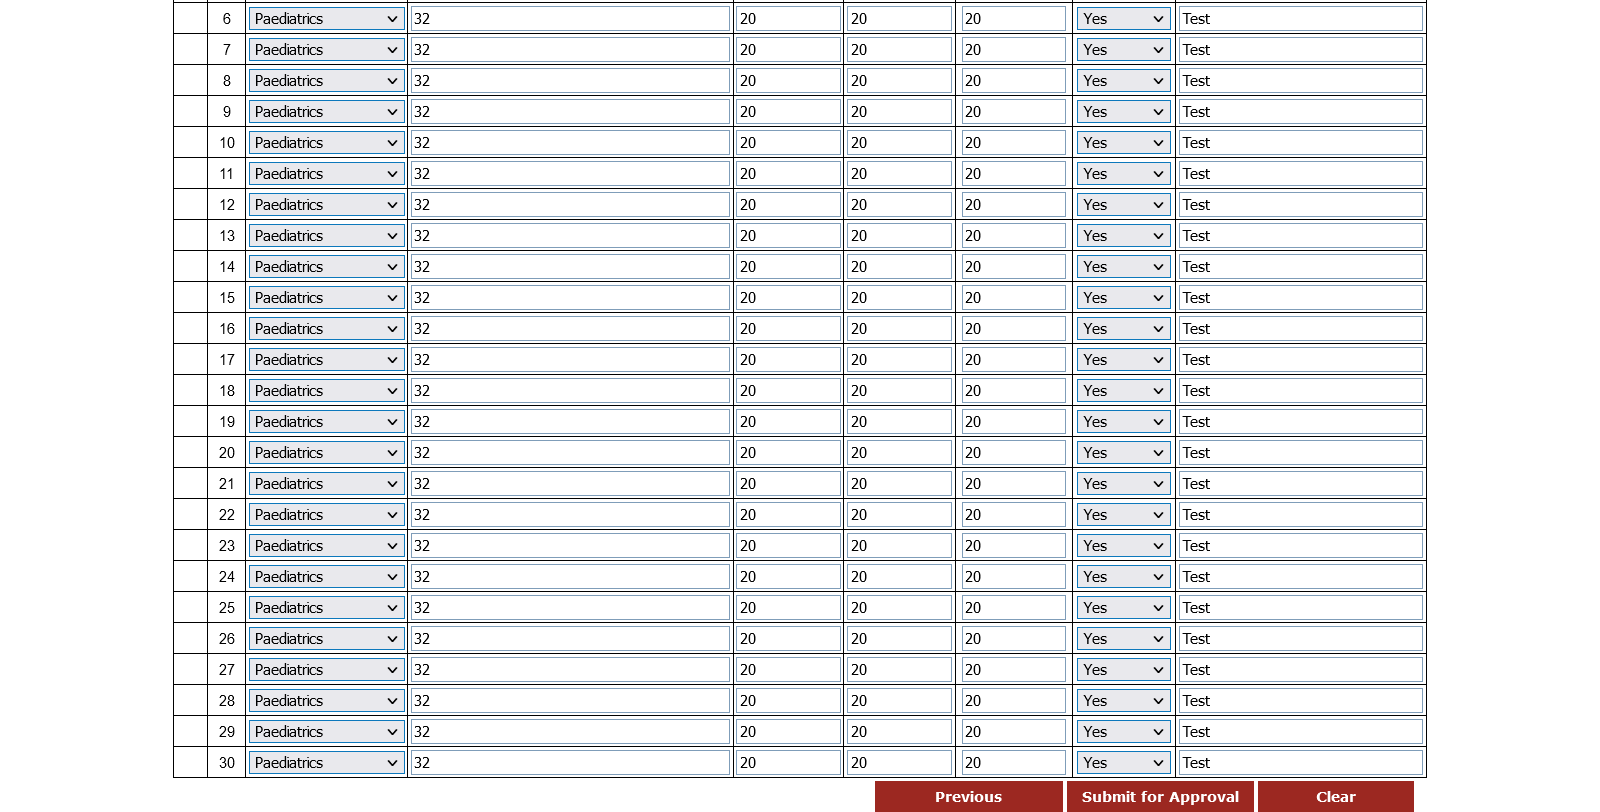 6 Paediatrics 32 20 20 20 Yes Test
7 Paediatrics 32 20 20 20 Yes Test
8 Paediatrics 32 20 20 20 Yes Test
9 Paediatrics 32 20 20 20 Yes Test
10 Paediatrics 32 20 20 20 Yes Test
11 Paediatrics 32 20 20 20 Yes Test
12 Paediatrics 32 20 20 20 Yes Test
13 Paediatrics 32 20 20 20 Yes Test
14 Paediatrics 32 20 20 20 Yes Test
15 Paediatrics 32 20 20 20 Yes Test
16 Paediatrics 32 20 20 20 Yes Test
17 Paediatrics 32 20 20 20 Yes Test
18 Paediatrics 32 20 20 20 Yes Test
19 Paediatrics 32 20 20 20 Yes Test
20 Paediatrics 32 20 20 20 Yes Test
21 Paediatrics 32 20 20 20 Yes Test
22 Paediatrics 32 20 20 20 Yes Test
23 Paediatrics 32 20 20 20 Yes Test
24 Paediatrics 32 20 20 20 Yes Test
25 Paediatrics 32 20 20 20 Yes Test
26 Paediatrics 32 20 20 20 Yes Test
27 Paediatrics 32 20 20 20 Yes Test
28 Paediatrics 32 20 20 20 Yes Test
29 Paediatrics 32 20 20 20 Yes Test
30 Paediatrics 32 20 20 20 Yes Test
Previous Submit for Approval Clear